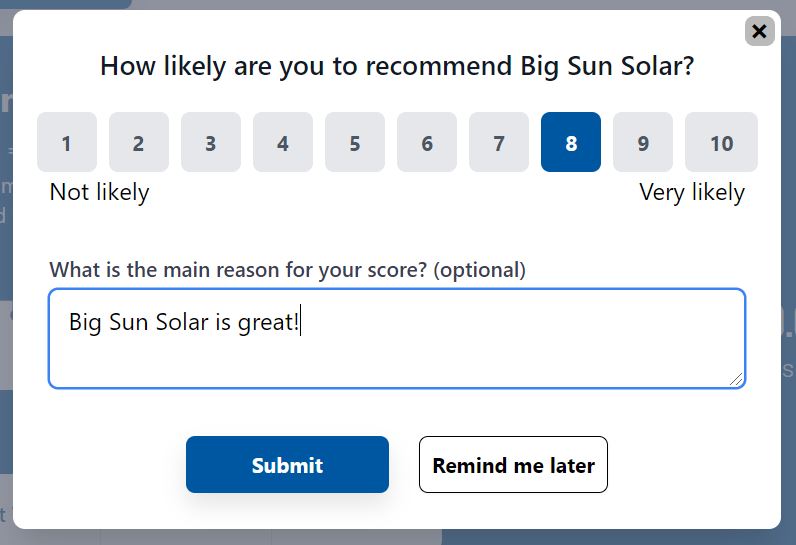 How likely are you to recommend Big Sun Solar?
1 2 3 4 5 6 7 8 9 10
Not likely Very likely
What is the main reason for your score? (optional)
Big Sun Solar is great!
Submit Remind me later